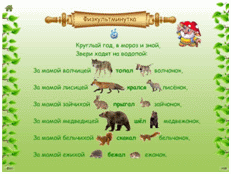 Физкультминутка
Круглый год, в мороз и зной,
Звери ходят на водопой:
За мамой волчицей топал волчонок,
За мамой лисицей крался лисёнок,
За мамой зайчихой прыгал зайчонок,
За мамой медведицей шёл медвежонок,
За мамой бельчихой скакал бельчонок,
За мамой ежихой бежал ежонок.